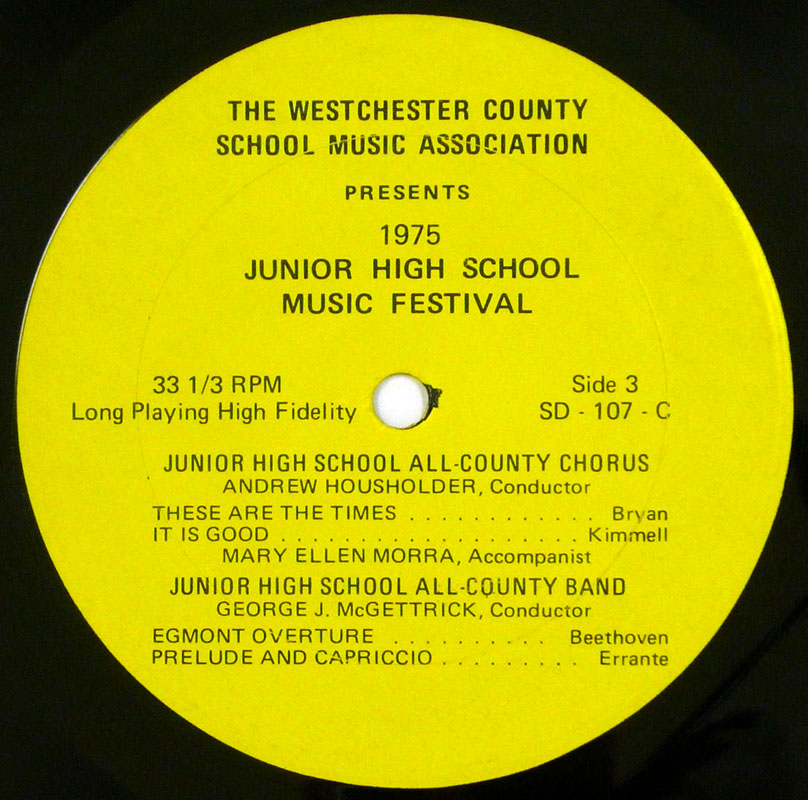 THE WESTCHESTER COUNTY
SCHOOL MUSIC ASSOCIATION
PRESENTS
1975
JUNIOR HIGH SCHOOL
MUSIC FESTIVAL
33 1/3 RPM
Long Playing High Fidelity
Side 3
SD - 107 - C
JUNIOR HIGH SCHOOL ALL-COUNTY CHORUS
ANDREW HOUSHOLDER, Conductor
THESE ARE THE TIMES . . . . . . . . . . . . Bryan
IT IS GOOD . . . . . . . . . . . . . . . . . . . . Kimmell
MARY ELLEN MORRA, Accompanist
JUNIOR HIGH SCHOOL ALL-COUNTY BAND
GEORGE J. McGETTRICK, Conductor
EGMONT OVERTURE . . . . . . . . . . Beethoven
PRELUDE AND CAPRICCIO . . . . . . . . . Errante